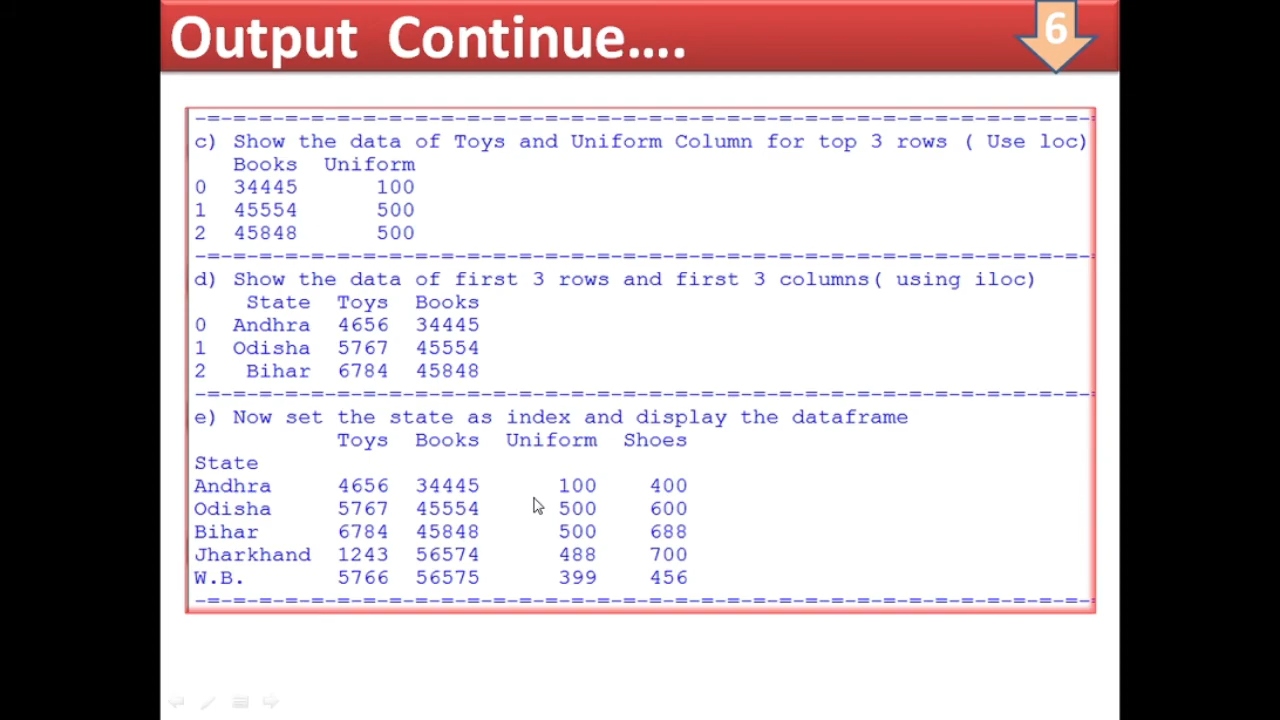 Output Continue....
6
-=-=-=-=-=-=-=-=-=-=-=-=-=-=-=-=-=-=-=-=-=-=-=-=-=-=-=-=-=-=-=-=-=-=-
c) Show the data of Toys and Uniform Column for top 3 rows ( Use loc)
Books Uniform
0 34445 100
1 45554 500
2 45848 500
-=-=-=-=-=-=-=-=-=-=-=-=-=-=-=-=-=-=-=-=-=-=-=-=-=-=-=-=-=-=-=-=-=-=-
d) Show the data of first 3 rows and first 3 columns( using iloc)
State Toys Books
0 Andhra 4656 34445
1 Odisha 5767 45554
2 Bihar 6784 45848
-=-=-=-=-=-=-=-=-=-=-=-=-=-=-=-=-=-=-=-=-=-=-=-=-=-=-=-=-=-=-=-=-=-=-
e) Now set the state as index and display the dataframe
Toys Books Uniform Shoes
State
Andhra 4656 34445 100 400
Odisha 5767 45554 500 600
Bihar 6784 45848 500 688
Jharkhand 1243 56574 488 700
W.B. 5766 56575 399 456
-=-=-=-=-=-=-=-=-=-=-=-=-=-=-=-=-=-=-=-=-=-=-=-=-=-=-=-=-=-=-=-=-=-=-